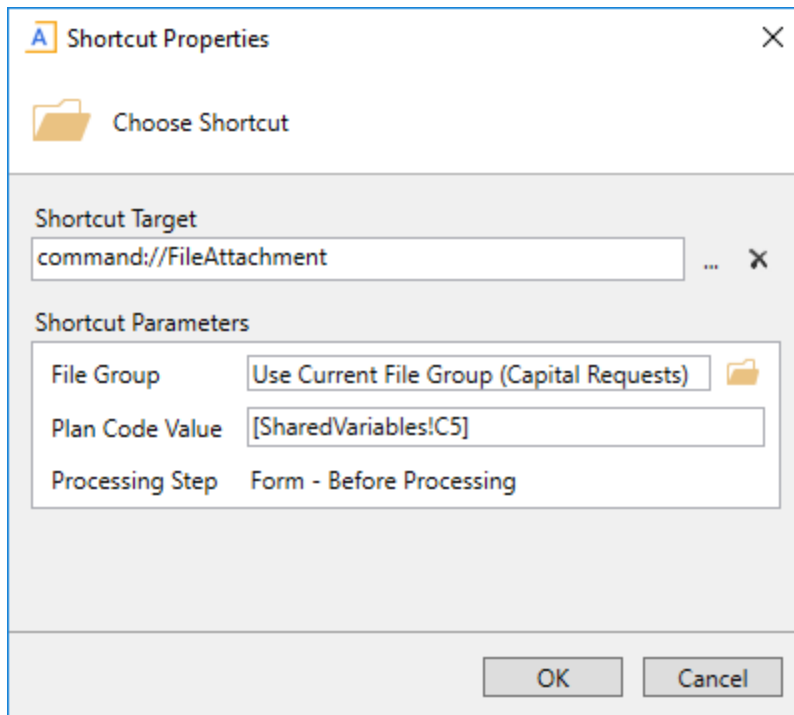 A Shortcut Properties
Choose Shortcut
Shortcut Target
command://FileAttachment
...
Shortcut Parameters
File Group Use Current File Group (Capital Requests)
Plan Code Value [SharedVariables!C5]
Processing Step Form - Before Processing
OK Cancel